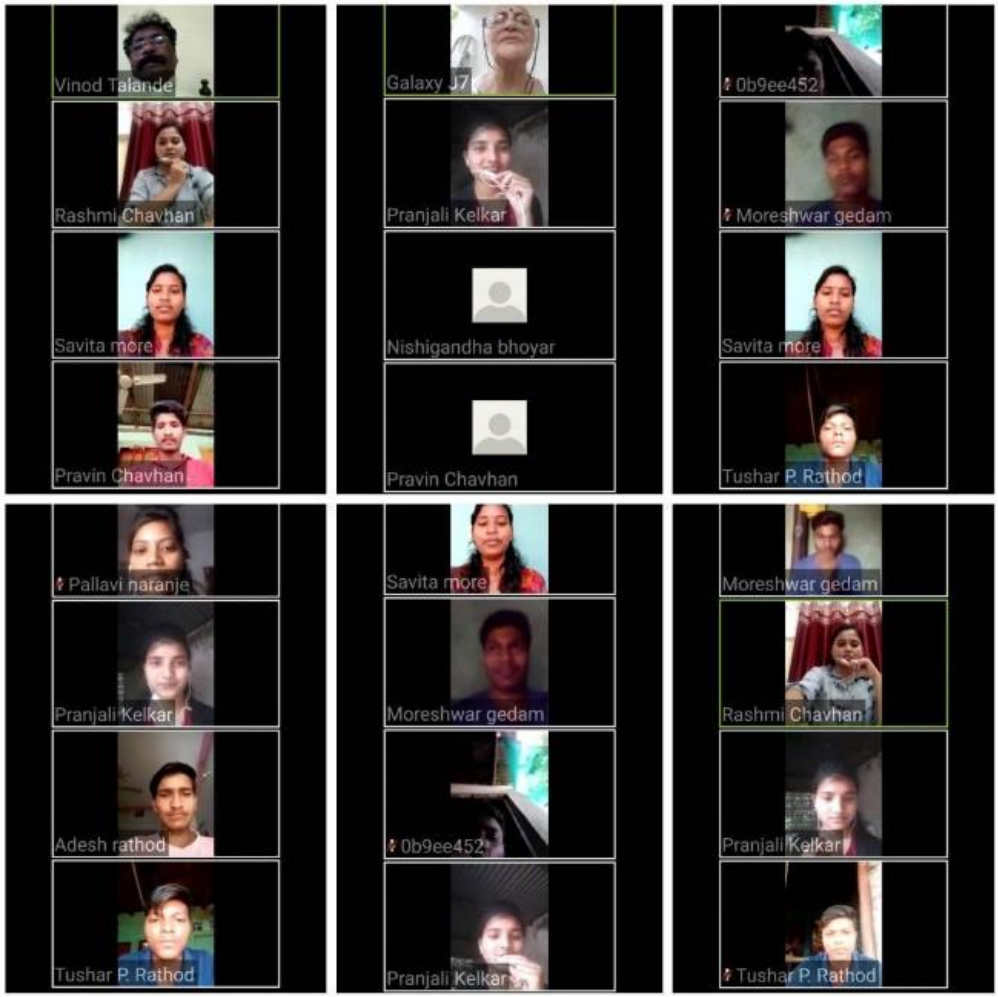 Vinod Talande
Rashmi Chavhan
Savita more
Pravin Chavhan
Galaxy J7
Pranjali Kelkar
Nishigandha bhoyar
Pravin Chavhan
0b9ee452
Moreshwar gedam
Savita more
Tushar P. Rathod
Pallavi naranje
Pranjali Kelkar
Adesh rathod
Tushar P. Rathod
Savita more
Moreshwar gedam
0b9ee452
Pranjali Kelkar
Moreshwar gedam
Rashmi Chavhan
Pranjali Kelkar
Tushar P. Rathod